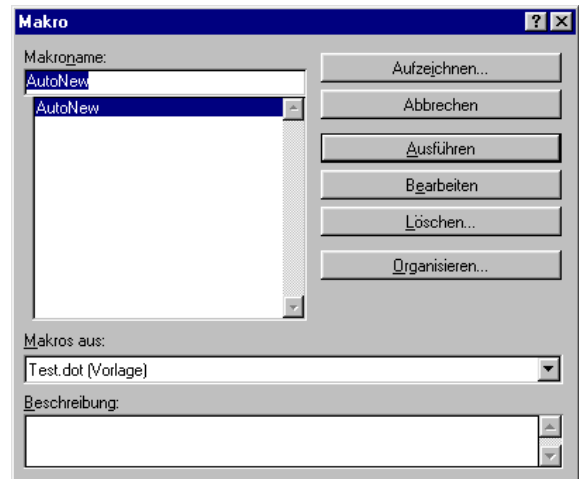 Makro
Makroname:
AutoNew
AutoNew
Aufzeichnen...
Abbrechen
Ausführen
Bearbeiten
Löschen...
Organisieren...
Makros aus:
Test.dot (Vorlage)
Beschreibung: